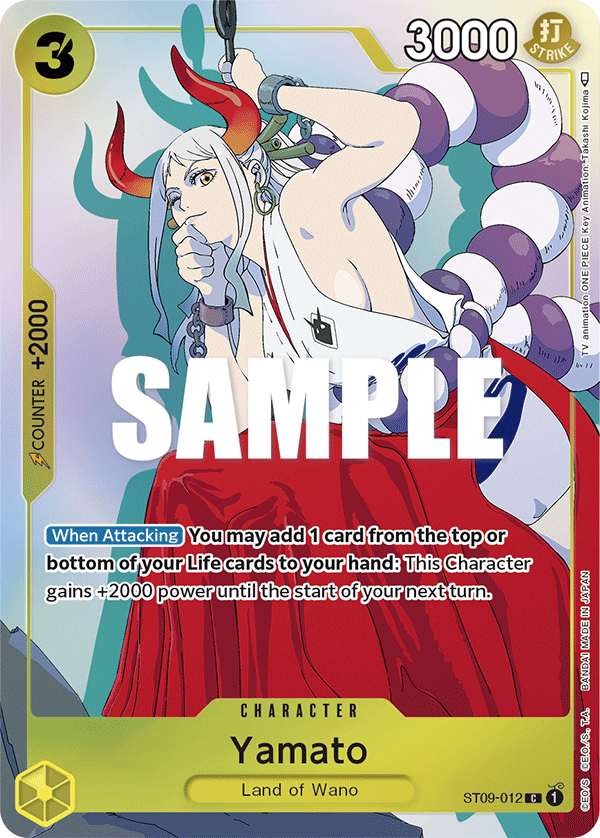 3
3000
打
STRIKE
TV animation ONE PIECE Key Animation: Takashi Kojima
COUNTER +2000
SAMPLE
When Attacking You may add 1 card from the top or
bottom of your Life cards to your hand: This Character
gains +2000 power until the start of your next turn.
©E.O/S. ©E.O./S., T.A. BANDAI MADE IN JAPAN
CHARACTER
Yamato
Land of Wano
ST09-012 C 1